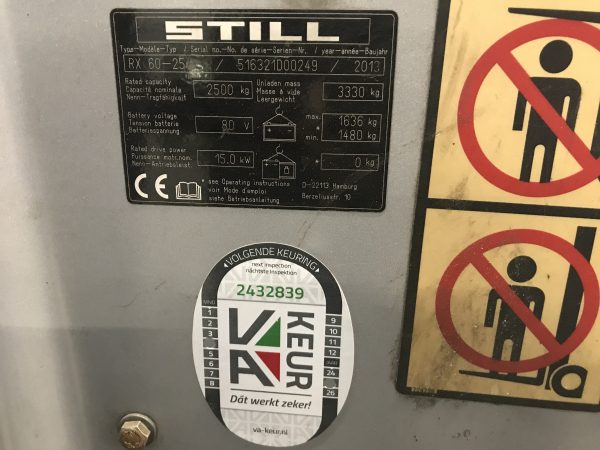 STILL
Type-Modèle-Typ / Serial no.-No. de série-Serien-Nr. / year-année-Baujahr
RX 60-25 / 516321D00249 / 2013
Rated capacity
Capacité nominale
Nenn-Tragfähigkeit
2500 kg
Unladen mass
Masse à vide
Leergewicht
3330 kg
Battery voltage
Tension batterie
Batteriespannung
80 V
max. 1636 kg
* min. 1480 kg
Rated drive power
Puissance motr.nom.
Nenn-Antriebsleist.
15.0 kW
* 0 kg
CE
* see Operating instructions
voir Mode d'emploi
siehe Betriebsanleitung
D-22113 Hamburg
Berzeliusstr. 10
VOLGENDE KEURING
next inspection
nächste Inspektion
2432839
MND
1
2
3
5
6
7
8
9
10
11
12
24
26
VA
KEUR
Dát werkt zeker!
va-keur.nl